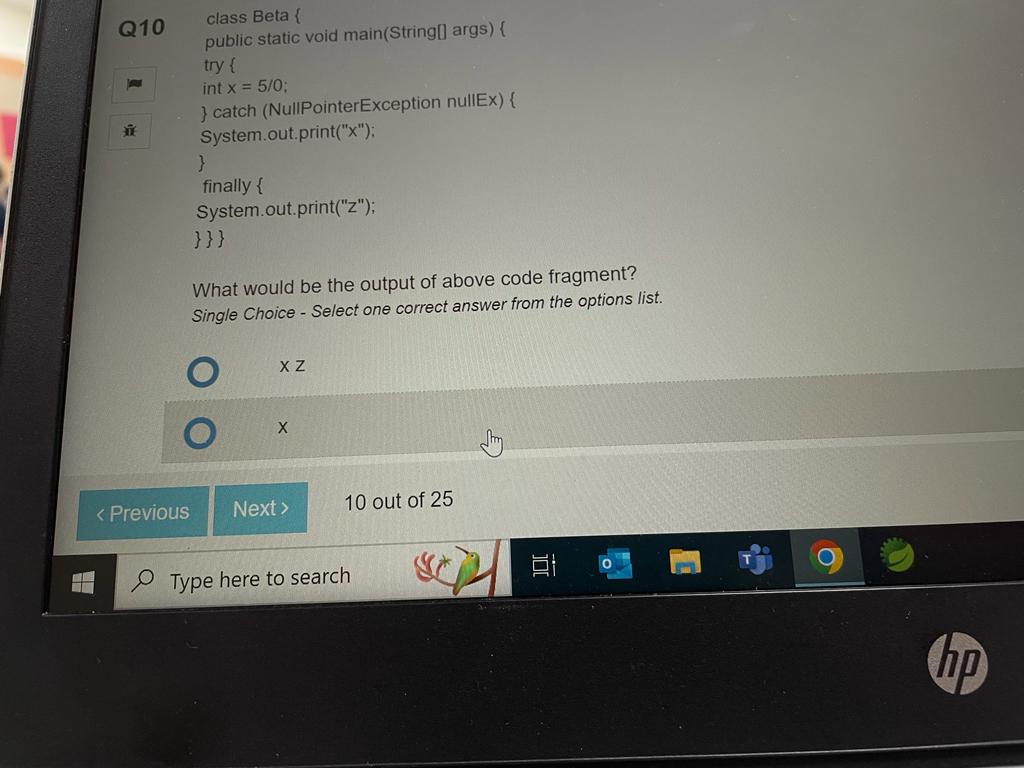 Q10
class Beta {
public static void main(String[] args) {
try {
int x = 5/0;
} catch (NullPointerException nullEx) {
System.out.print("x");
}
finally {
System.out.print("z");
} } }
What would be the output of above code fragment?
Single Choice - Select one correct answer from the options list.
x z
x
< Previous
Next >
10 out of 25
Type here to search
hp